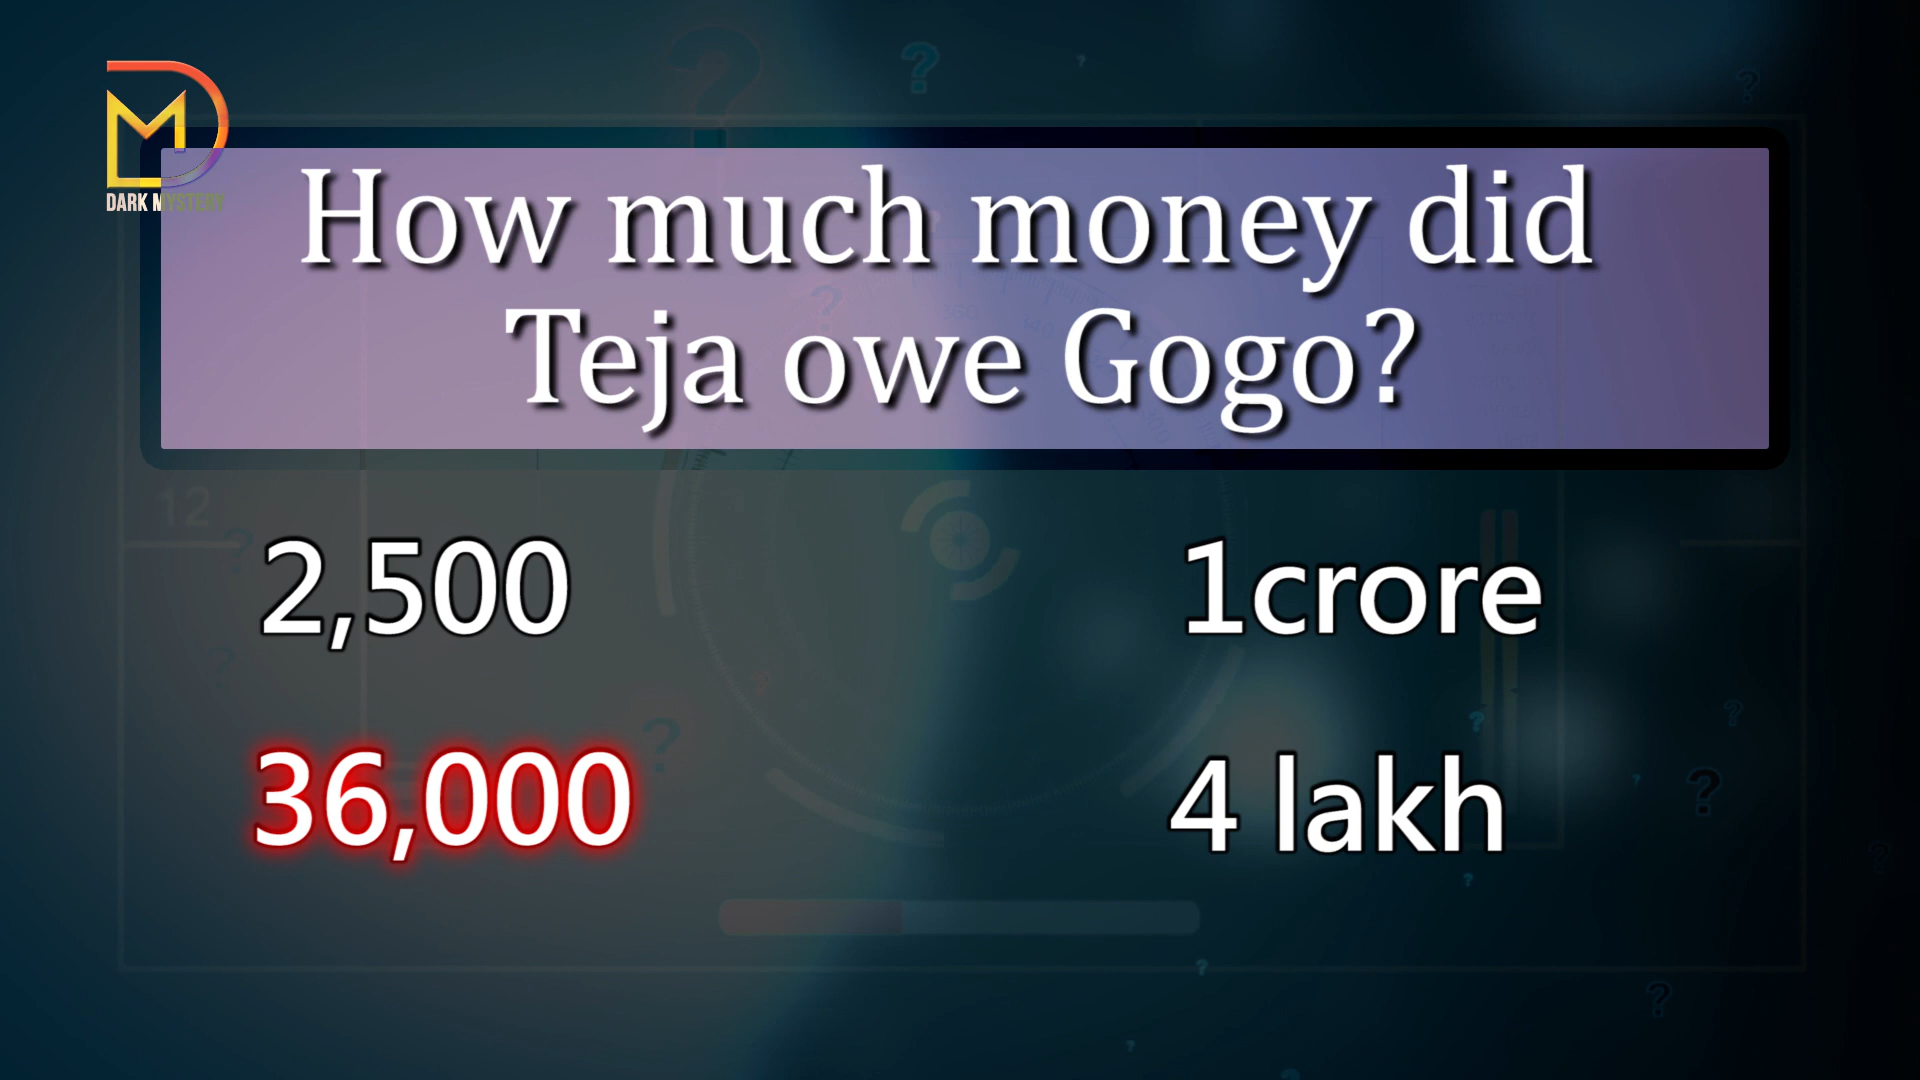 DARK MYSTERY
How much money did
Teja owe Gogo?
12
2,500
1crore
36,000
4 lakh